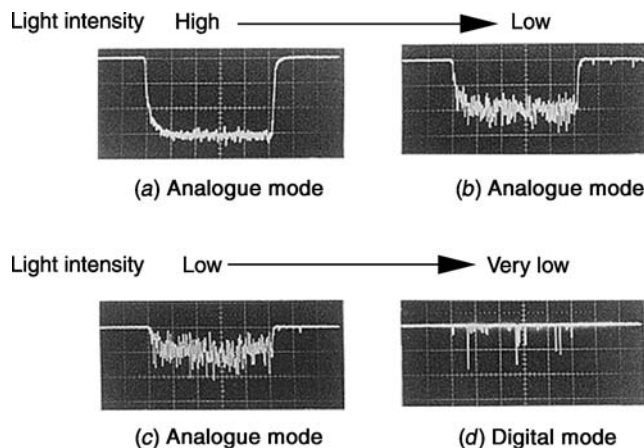 Light intensity High Low
(a) Analogue mode (b) Analogue mode
Light intensity Low Very low
(c) Analogue mode (d) Digital mode